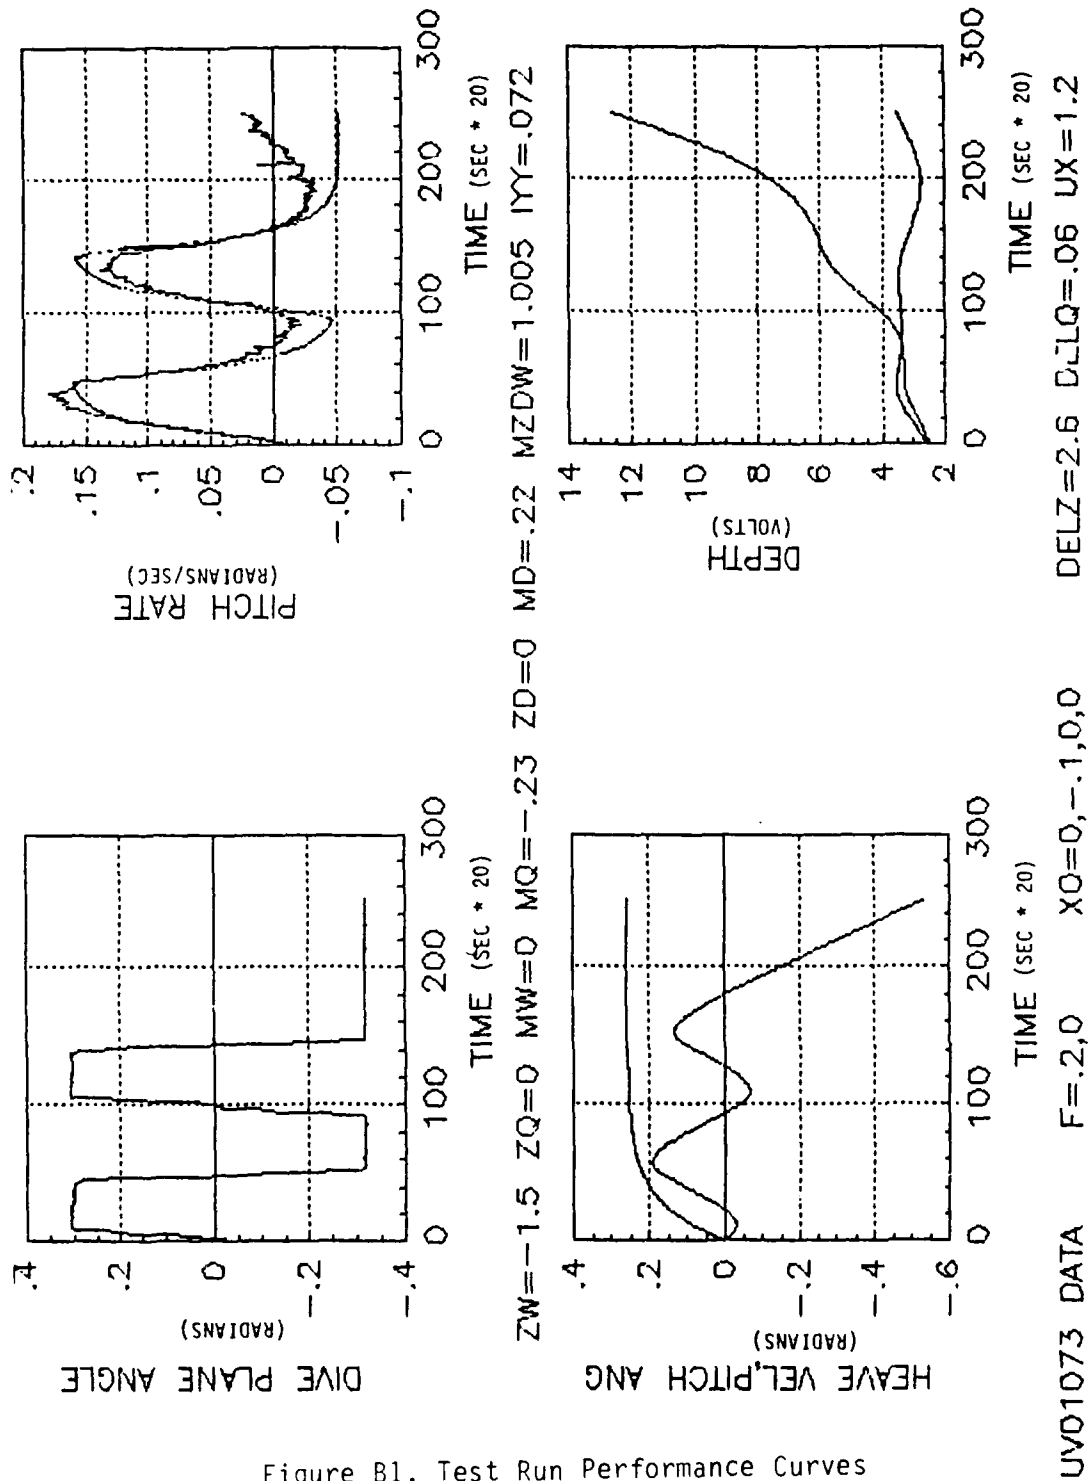 DIVE PLANE ANGLE
(RADIANS)
.4
.2
0
-.2
-.4
0
100
200
300
TIME (SEC * 20)
PITCH RATE
(RADIANS/SEC)
.2
.15
.1
.05
0
-.05
-.1
0
100
200
300
TIME (SEC * 20)
ZW=-1.5 ZQ=0 MW=0 MQ=-.23 ZD=0 MD=.22 MZDW=1.005 IYY=.072
HEAVE VEL,PITCH ANG
(RADIANS)
.4
.2
0
-.2
-.4
-.6
0
100
200
300
TIME (SEC * 20)
DEPTH
(VOLTS)
14
12
10
8
6
4
2
0
100
200
300
TIME (SEC * 20)
UV01073 DATA F=.2,0 X0=0,-.1,0,0 DELZ=2.6 DELQ=.06 UX=1.2
Figure B1. Test Run Performance Curves